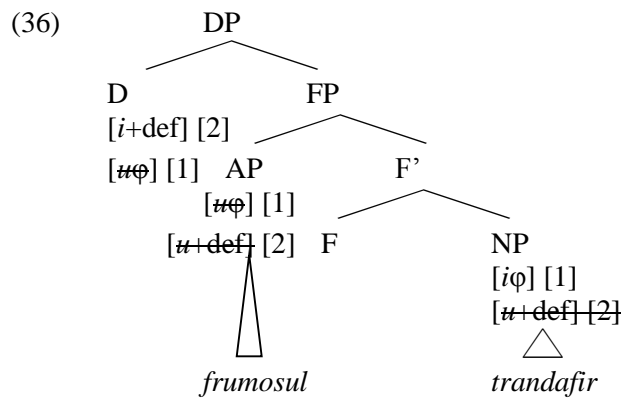 (36) DP
D FP
[i+def] [2]
[uφ] [1] AP F’
[uφ] [1]
[u+def] [2] F NP
[iφ] [1]
[u+def] [2]
frumosul trandafir